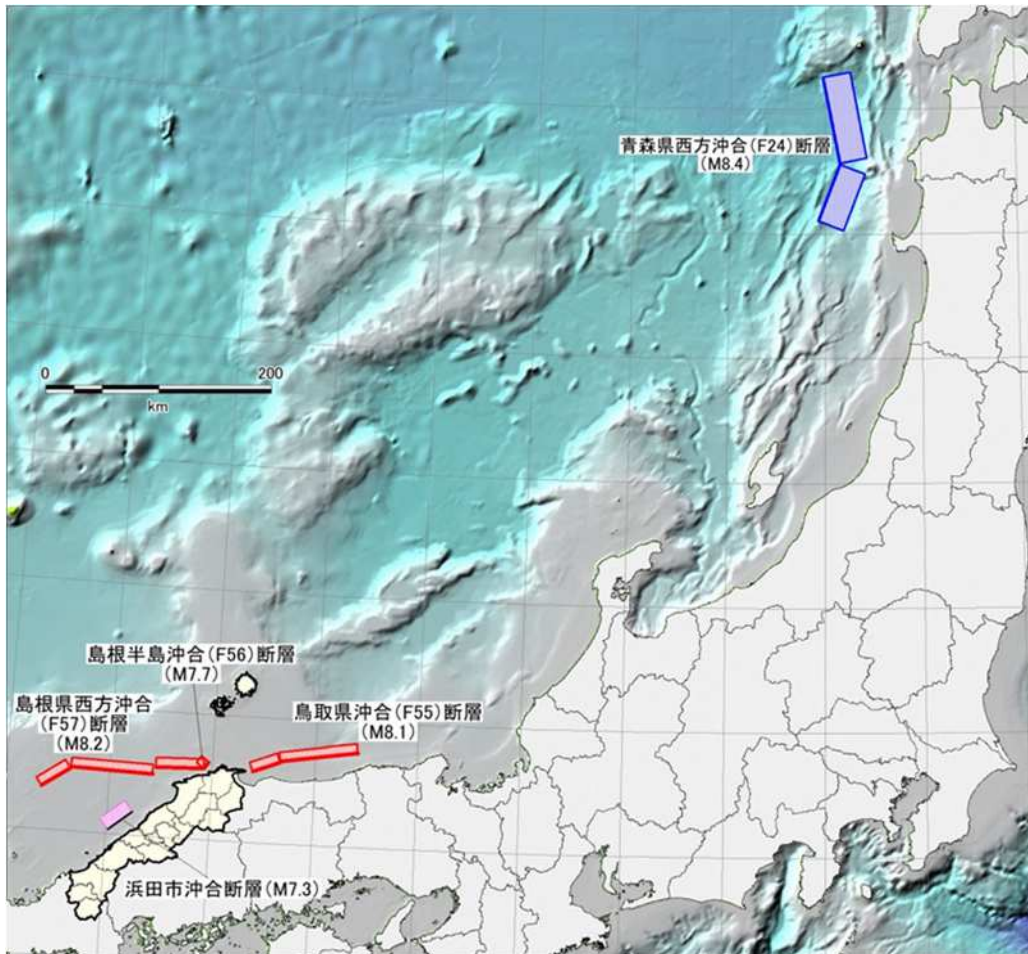 青森県西方沖合(F24)断層
(M8.4)
0
200
km
島根半島沖合(F56)断層
(M7.7)
島根県西方沖合
(F57)断層
(M8.2)
鳥取県沖合(F55)断層
(M8.1)
浜田市沖合断層(M7.3)